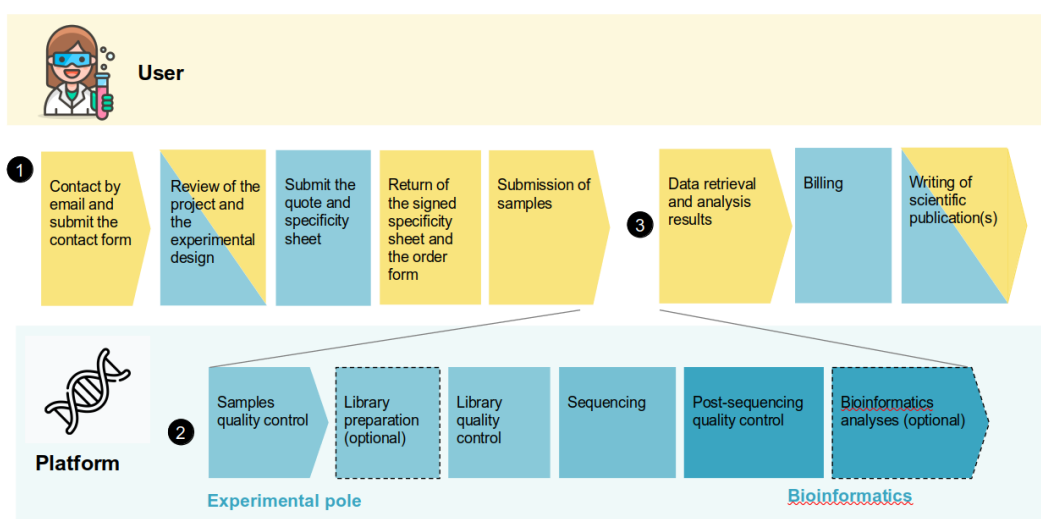 User
1
Contact by
email and
submit the
contact form
Review of the
project and
the
experimental
design
Submit the
quote and
specificity
sheet
Return of
the signed
specificity
sheet and
the order
form
Submission of
samples
3
Data retrieval
and analysis
results
Billing
Writing of
scientific
publication(s)
Platform
2
Samples
quality control
Library
preparation
(optional)
Library
quality
control
Sequencing
Post-sequencing
quality control
Bioinformatics
analyses (optional)
Experimental pole
Bioinformatics